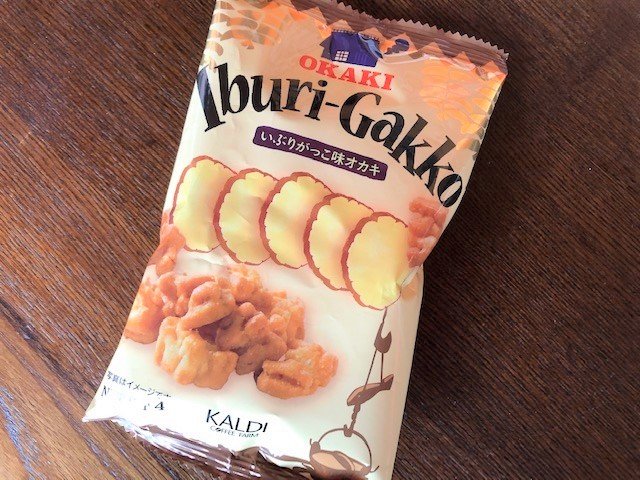 OKAKI
Iburi-Gakko
いぶりがっこ味オカキ
写真はイメージです
KALDI
COFFEE FARM